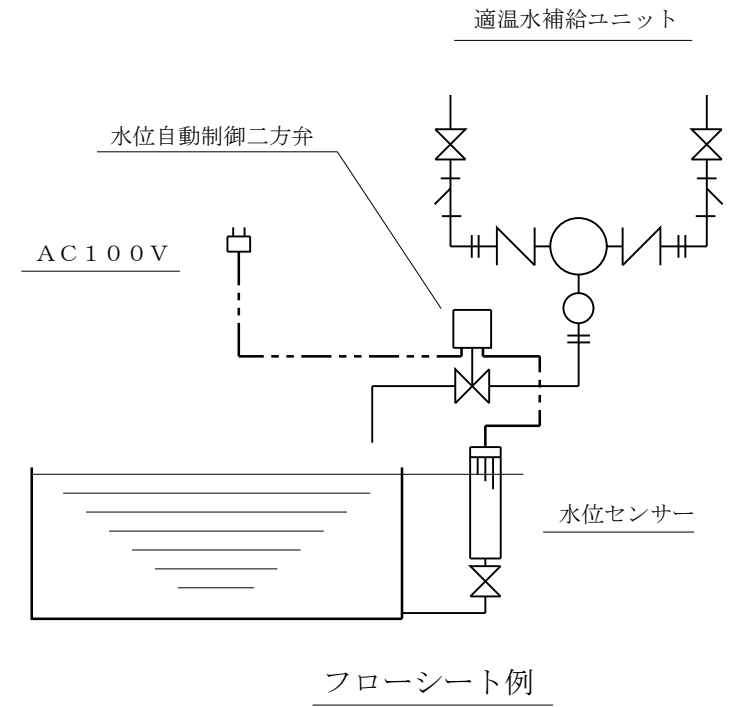 適温水補給ユニット
水位自動制御二方弁
ＡＣ１００Ｖ
水位センサー
フローシート例